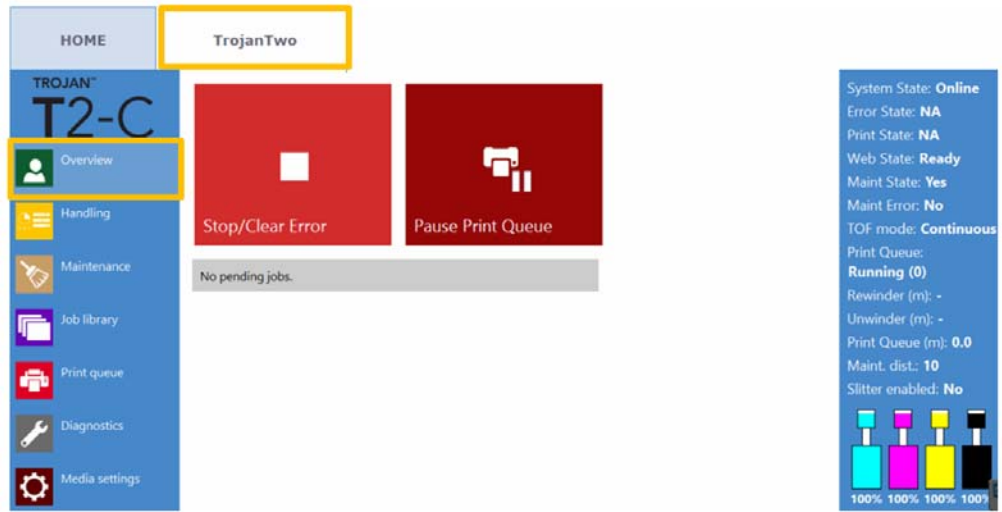 HOME
TrojanTwo
TROJAN™
T2-C
Overview
Handling
Maintenance
Job library
Print queue
Diagnostics
Media settings
Stop/Clear Error
Pause Print Queue
No pending jobs.
System State: Online
Error State: NA
Print State: NA
Web State: Ready
Maint State: Yes
Maint Error: No
TOF mode: Continuous
Print Queue:
Running (0)
Rewinder (m): -
Unwinder (m): -
Print Queue (m): 0.0
Maint. dist.: 10
Slitter enabled: No
100% 100% 100% 100%